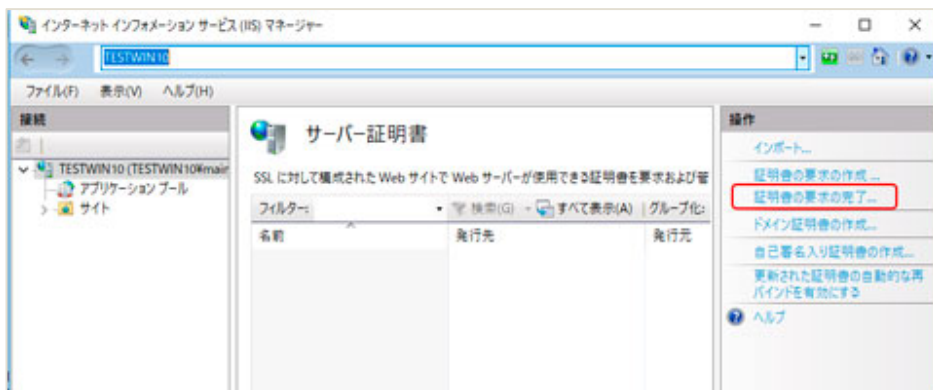 インターネット インフォメーション サービス (IIS) マネージャー
TESTWIN10
ファイル(F) 表示(V) ヘルプ(H)
接続
TESTWIN10 (TESTWIN10¥main
アプリケーション プール
サイト
サーバー証明書
SSL に対して構成された Web サイトで Web サーバーが使用できる証明書を要求および管
フィルター: 検索(G) すべて表示(A) グループ化:
名前 発行先 発行元
操作
インポート...
証明書の要求の作成 ...
証明書の要求の完了...
ドメイン証明書の作成...
自己署名入り証明書の作成...
更新された証明書の自動的な再
バインドを有効にする
ヘルプ